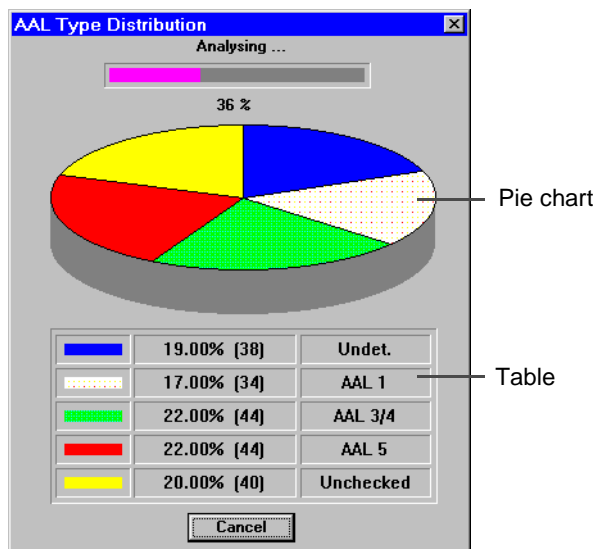 AAL Type Distribution
Analysing ...
36 %
Pie chart
19.00% (38) Undet.
17.00% (34) AAL 1
Table
22.00% (44) AAL 3/4
22.00% (44) AAL 5
20.00% (40) Unchecked
Cancel